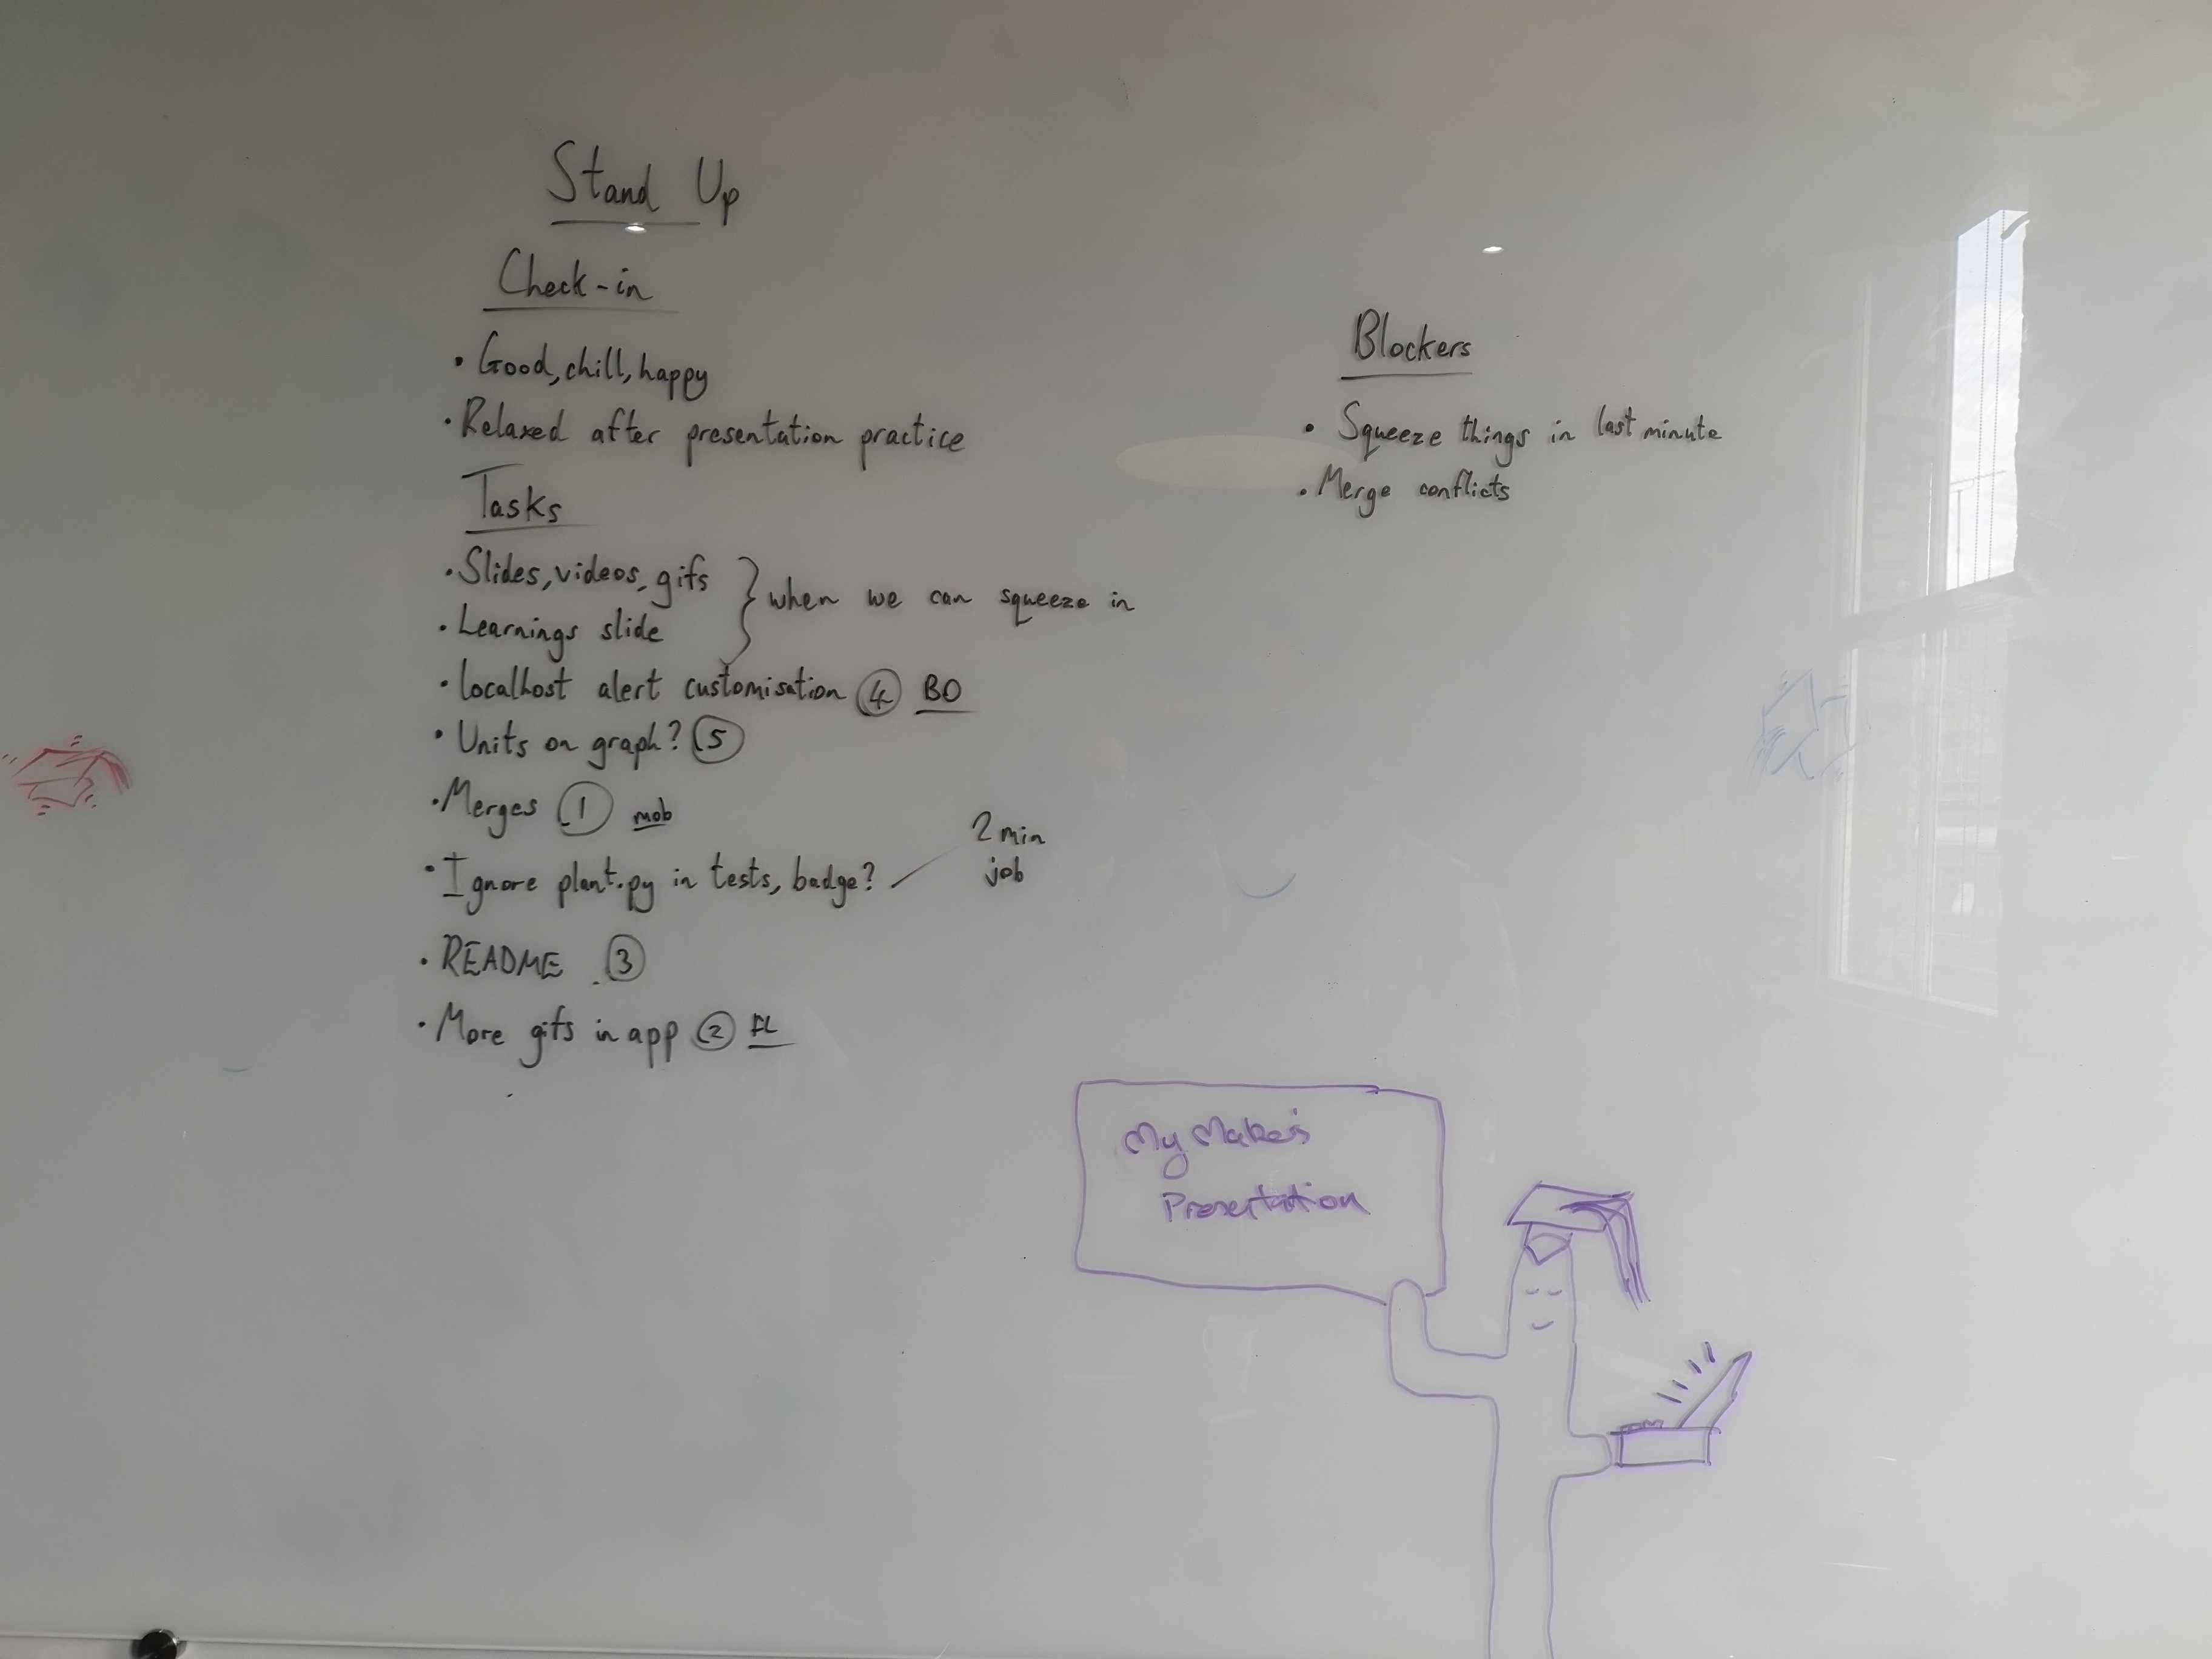 Stand Up
Check-in
• Good, chill, happy
• Relaxed after presentation practice
Tasks
• Slides, videos, gifs
• Learnings slide
} when we can squeeze in
• localhost alert customisation 4 BO
• Units on graph? 5
• Merges 1 mob
• Ignore plant.py in tests, badge?
2 min
job
• README 3
• More gifs in app 2 FL
Blockers
• Squeeze things in last minute
• Merge conflicts
My Makers
Presentation